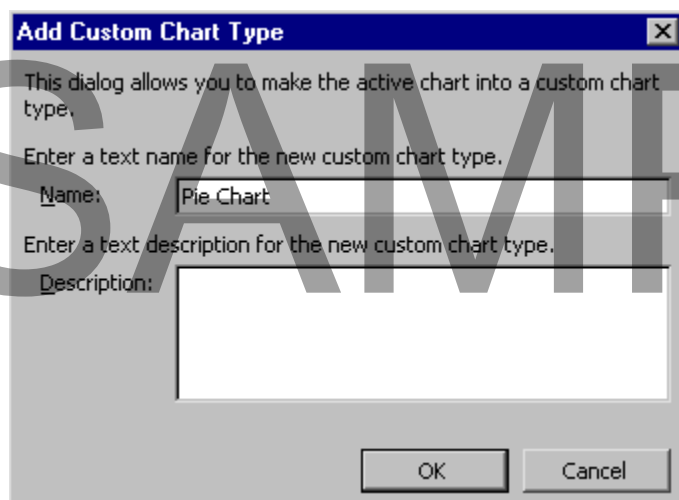 Add Custom Chart Type
This dialog allows you to make the active chart into a custom chart
type.
Enter a text name for the new custom chart type.
Name: Pie Chart
Enter a text description for the new custom chart type.
Description:
OK Cancel